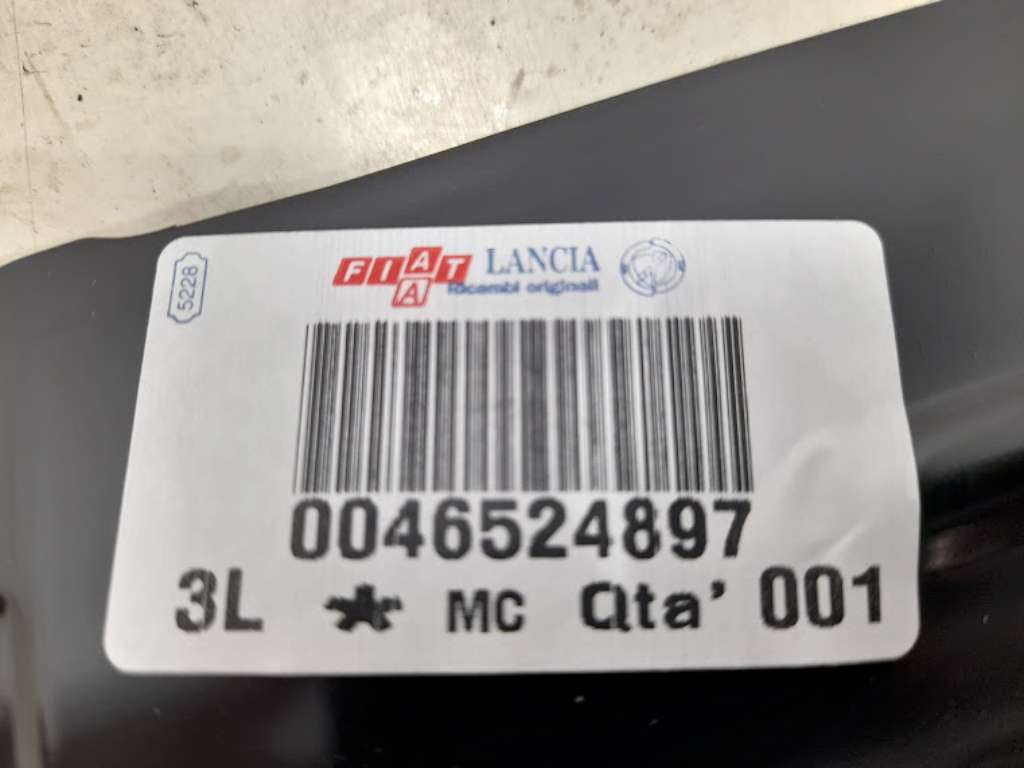 5228
FIAT LANCIA
A Ricambi originali
0046524897
3L * MC Qta' 001